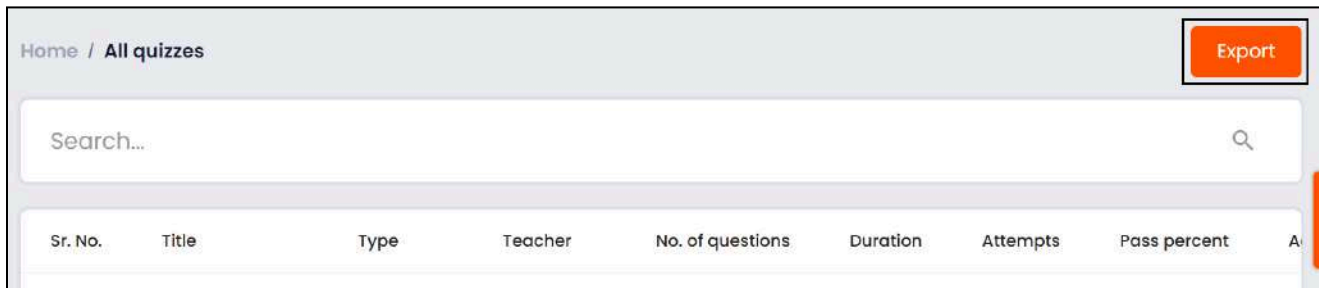 Home / All quizzes
Export
Search...
Sr. No. Title Type Teacher No. of questions Duration Attempts Pass percent